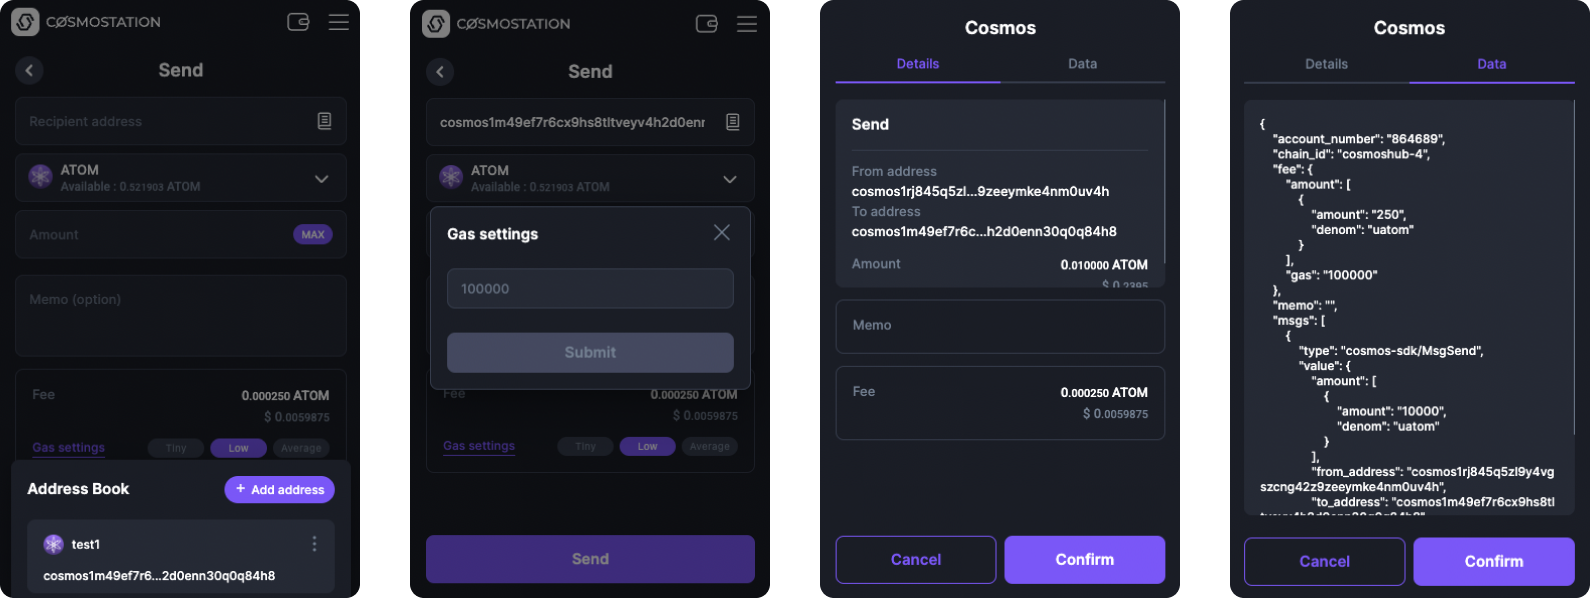 CØSMOSTATION
Send
Recipient address
ATOM
Available : 0.521903 ATOM
Amount
MAX
Memo (option)
Fee
0.000250 ATOM
$ 0.0059875
Gas settings
Tiny
Low
Average
Address Book
+ Add address
test1
cosmos1m49ef7r6...2d0enn30q0q84h8
CØSMOSTATION
Send
cosmos1m49ef7r6cx9hs8tltveyv4h2d0enr
ATOM
Available : 0.521903 ATOM
Gas settings
100000
Submit
Fee
0.000250 ATOM
$ 0.0059875
Gas settings
Tiny
Low
Average
Send
Cosmos
Details
Data
Send
From address
cosmos1rj845q5zl...9zeeymke4nm0uv4h
To address
cosmos1m49ef7r6c...h2d0enn30q0q84h8
Amount
0.010000 ATOM
$ 0.2395
Memo
Fee
0.000250 ATOM
$ 0.0059875
Cancel
Confirm
Cosmos
Details
Data
{
"account_number": "864689",
"chain_id": "cosmoshub-4",
"fee": {
"amount": [
{
"amount": "250",
"denom": "uatom"
}
],
"gas": "100000"
},
"memo": "",
"msgs": [
{
"type": "cosmos-sdk/MsgSend",
"value": {
"amount": [
{
"amount": "10000",
"denom": "uatom"
}
],
"from_address": "cosmos1rj845q5zl9y4vg
szcng42z9zeeymke4nm0uv4h",
"to_address": "cosmos1m49ef7r6cx9hs8tl
tveyv4h2d0enn30q0q84h8"
Cancel
Confirm